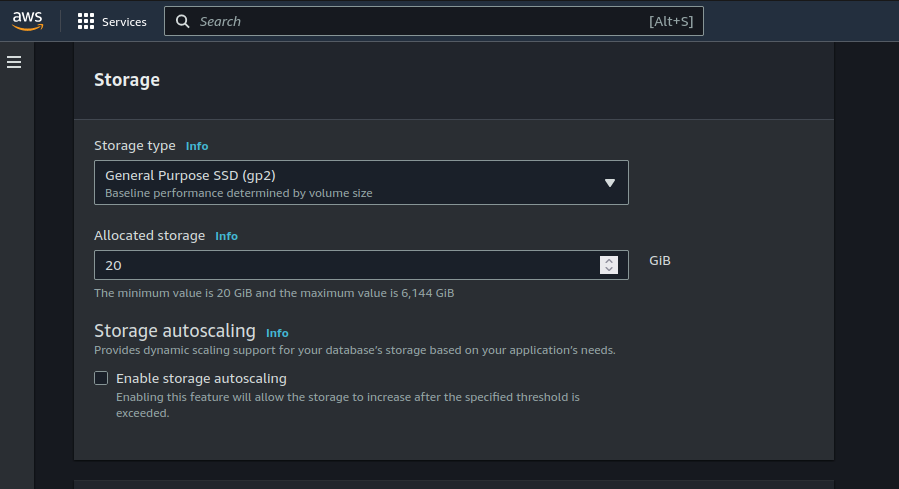 aws
Services
Search
[Alt+S]
Storage
Storage type Info
General Purpose SSD (gp2)
Baseline performance determined by volume size
Allocated storage Info
20
GiB
The minimum value is 20 GiB and the maximum value is 6,144 GiB
Storage autoscaling Info
Provides dynamic scaling support for your database's storage based on your application's needs.
Enable storage autoscaling
Enabling this feature will allow the storage to increase after the specified threshold is
exceeded.